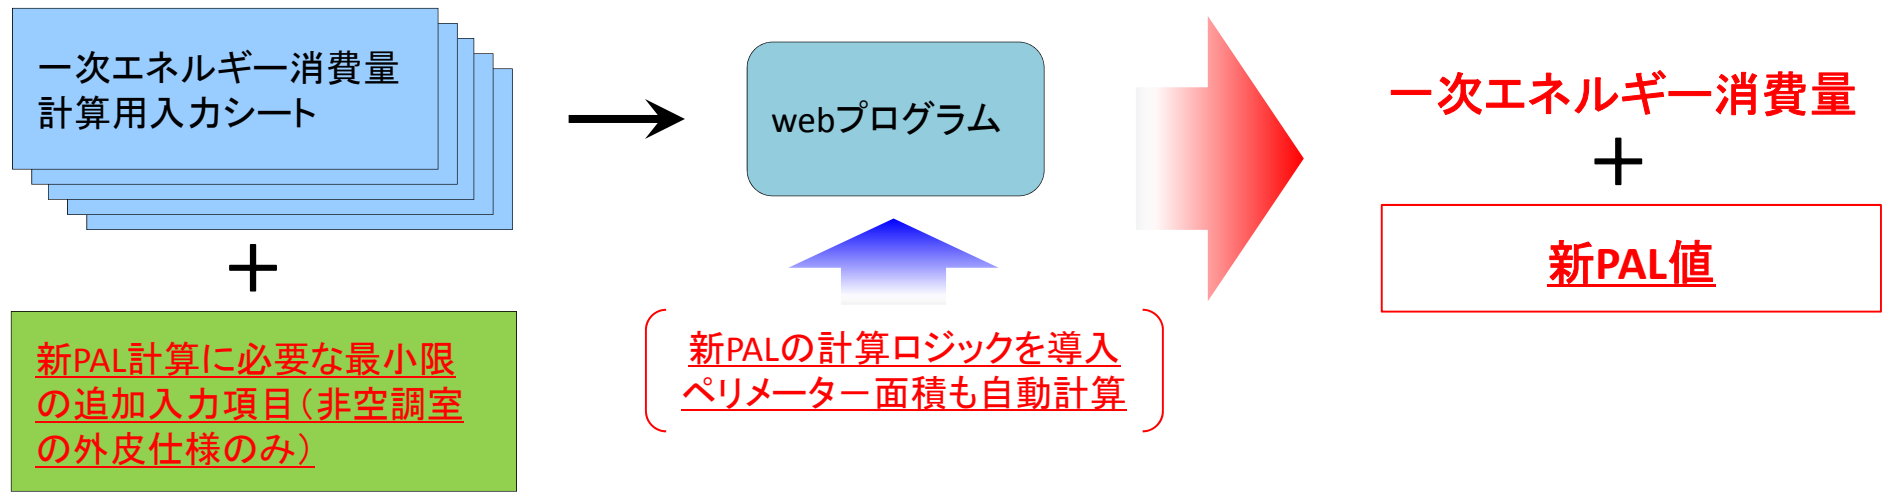 一次エネルギー消費量
計算用入力シート
＋
新PAL計算に必要な最小限
の追加入力項目（非空調室
の外皮仕様のみ）
webプログラム
新PALの計算ロジックを導入
ペリメーター面積も自動計算
一次エネルギー消費量
＋
新PAL値